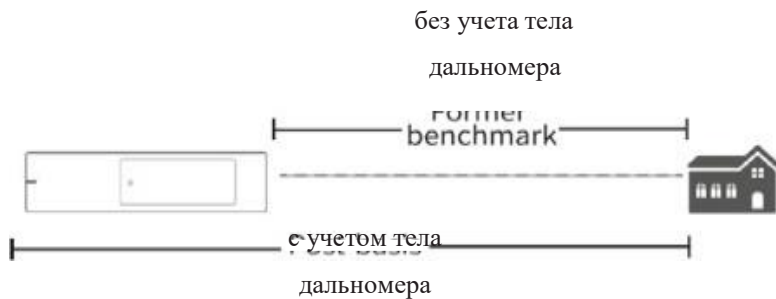 без учета тела
дальномера
Former
benchmark
с учетом тела
дальномера